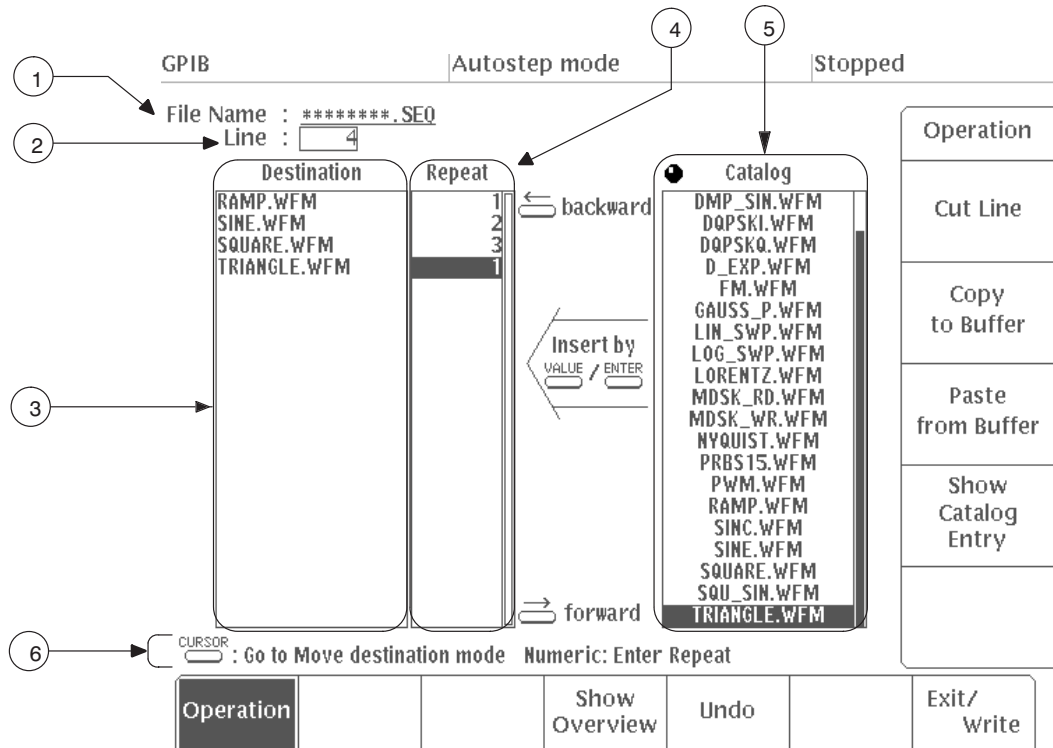 4
5
GPIB
Autostep mode
Stopped
1
File Name : ********.SEQ
2
Line : 4
Destination
RAMP.WFM
SINE.WFM
SQUARE.WFM
TRIANGLE.WFM
Repeat
1
2
3
1
← backward
Insert by
VALUE / ENTER
→ forward
Catalog
DMP_SIN.WFM
DQPSKI.WFM
DQPSKQ.WFM
D_EXP.WFM
FM.WFM
GAUSS_P.WFM
LIN_SWP.WFM
LOG_SWP.WFM
LORENTZ.WFM
MDSK_RD.WFM
MDSK_WR.WFM
NYQUIST.WFM
PRBS15.WFM
PWM.WFM
RAMP.WFM
SINC.WFM
SINE.WFM
SQUARE.WFM
SQU_SIN.WFM
TRIANGLE.WFM
Operation
Cut Line
Copy
to Buffer
Paste
from Buffer
Show
Catalog
Entry
3
6
CURSOR
: Go to Move destination mode Numeric: Enter Repeat
Operation
Show
Overview
Undo
Exit/
Write